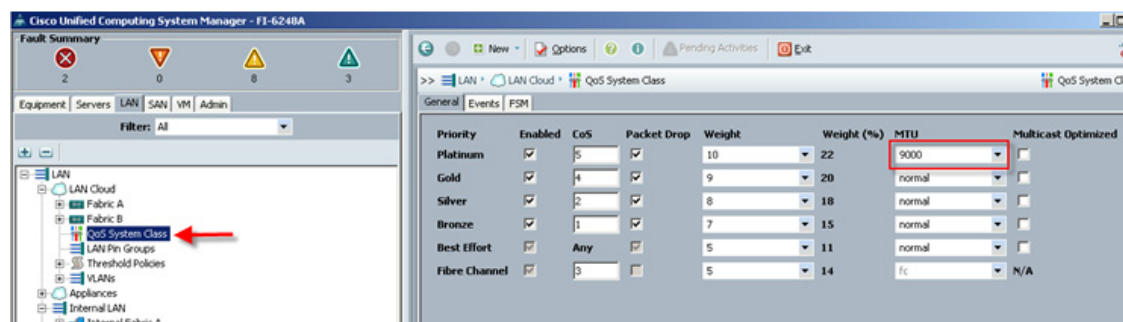 Cisco Unified Computing System Manager - FI-6248A
Fault Summary
2 0 8 3
Equipment Servers LAN SAN VM Admin
Filter: All
LAN
LAN Cloud
Fabric A
Fabric B
QoS System Class
LAN Pin Groups
Threshold Policies
VLANs
Appliances
Internal LAN
Internal Fabric A
New Options Pending Activities Exit
>> LAN LAN Cloud QoS System Class QoS System Cl
General Events FSM
Priority Enabled CoS Packet Drop Weight Weight (%) MTU Multicast Optimized
Platinum 5 10 22 9000
Gold 4 9 20 normal
Silver 2 8 18 normal
Bronze 1 7 15 normal
Best Effort Any 5 11 normal
Fibre Channel 3 5 14 fc N/A